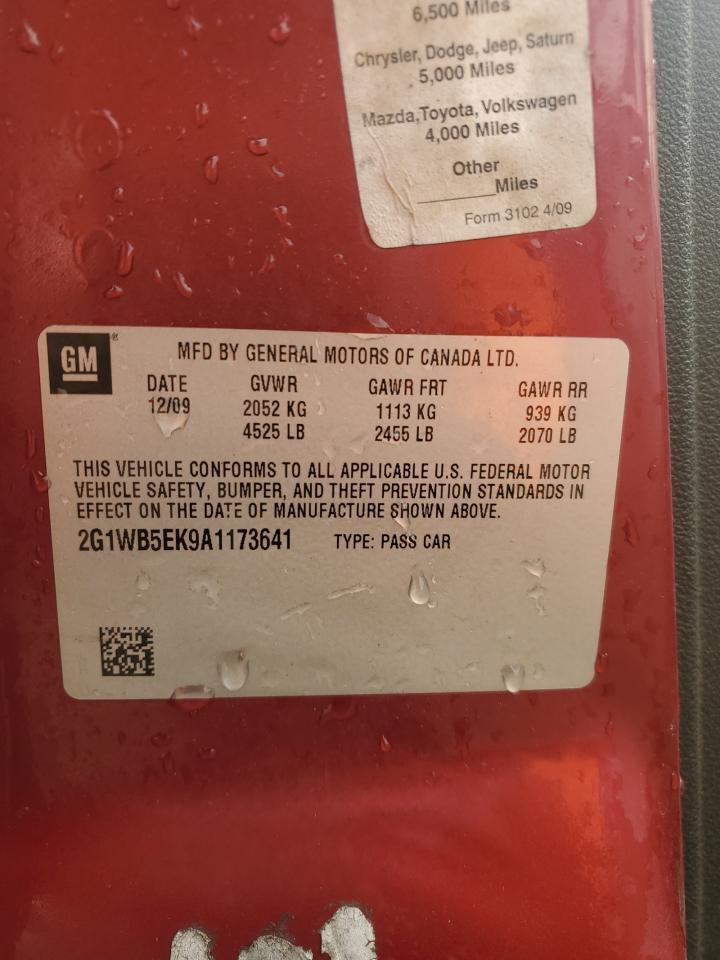 6,500 Miles
Chrysler, Dodge, Jeep, Saturn
5,000 Miles
Mazda,Toyota, Volkswagen
4,000 Miles
Other
______Miles
Form 3102 4/09
GM®
MFD BY GENERAL MOTORS OF CANADA LTD.
DATE GVWR GAWR FRT GAWR RR
12/09 2052 KG 1113 KG 939 KG
4525 LB 2455 LB 2070 LB
THIS VEHICLE CONFORMS TO ALL APPLICABLE U.S. FEDERAL MOTOR
VEHICLE SAFETY, BUMPER, AND THEFT PREVENTION STANDARDS IN
EFFECT ON THE DATE OF MANUFACTURE SHOWN ABOVE.
2G1WB5EK9A1173641 TYPE: PASS CAR